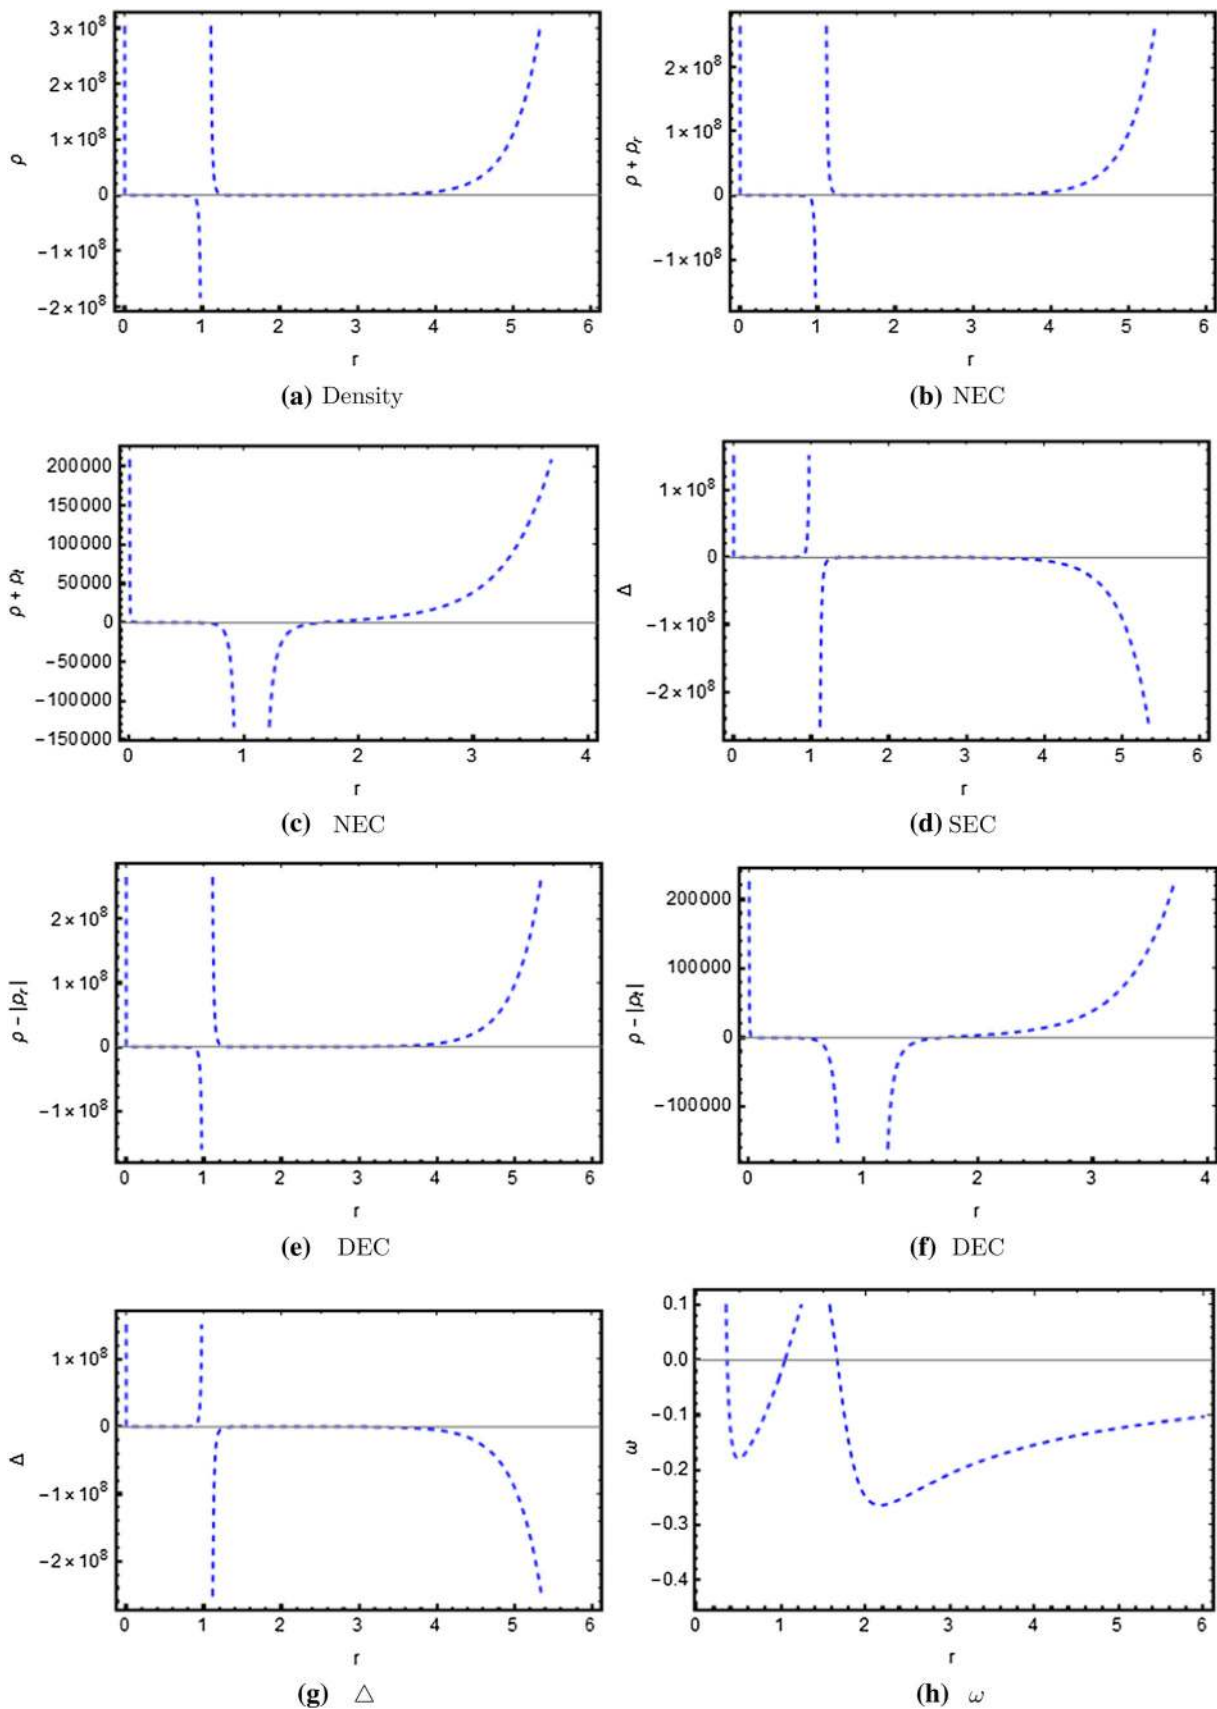 3×10⁸
2×10⁸
1×10⁸
0
−1×10⁸
−2×10⁸
ρ
0 1 2 3 4 5 6
r
(a) Density
2×10⁸
1×10⁸
0
−1×10⁸
ρ + pᵣ
0 1 2 3 4 5 6
r
(b) NEC
200000
150000
100000
50000
0
−50000
−100000
−150000
ρ + pₜ
0 1 2 3 4
r
(c) NEC
1×10⁸
0
−1×10⁸
−2×10⁸
Δ
0 1 2 3 4 5 6
r
(d) SEC
2×10⁸
1×10⁸
0
−1×10⁸
ρ − |pᵣ|
0 1 2 3 4 5 6
r
(e) DEC
200000
100000
0
−100000
ρ − |pₜ|
0 1 2 3 4
r
(f) DEC
1×10⁸
0
−1×10⁸
−2×10⁸
Δ
0 1 2 3 4 5 6
r
(g) △
0.1
0.0
−0.1
−0.2
−0.3
−0.4
ω
0 1 2 3 4 5 6
r
(h) ω